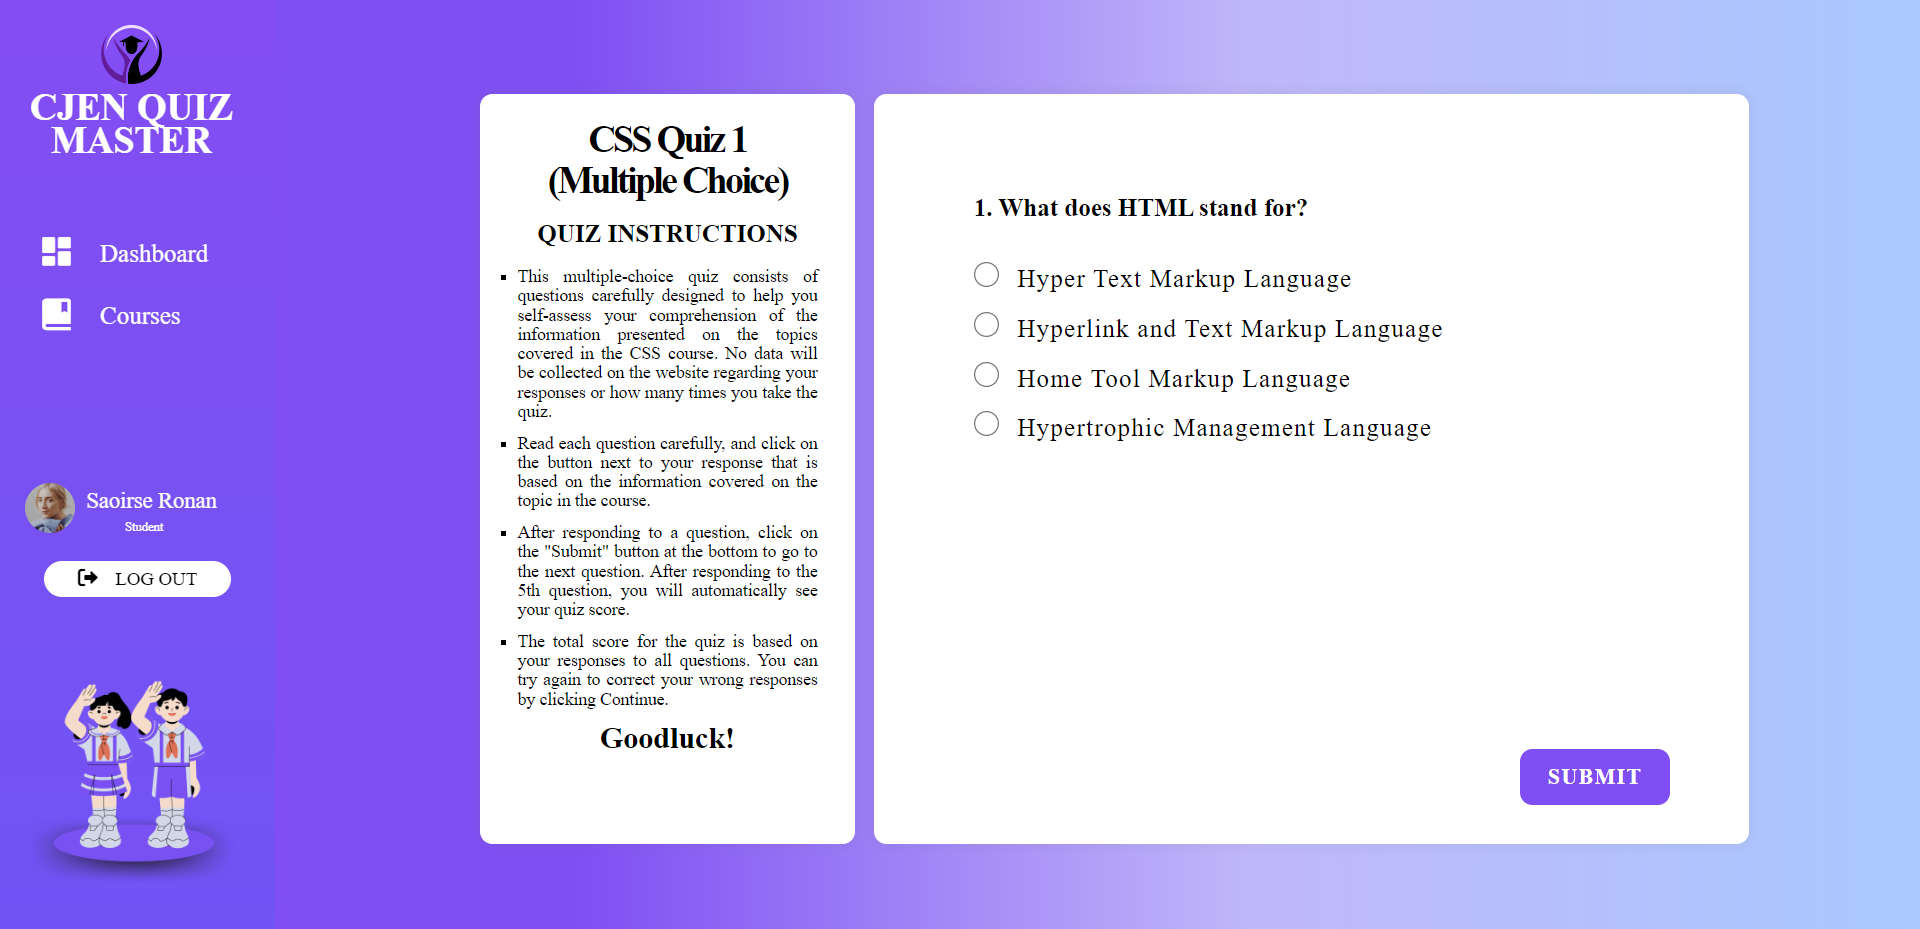 CJEN QUIZ
MASTER
Dashboard
Courses
Saoirse Ronan
Student
LOG OUT
CSS Quiz 1
(Multiple Choice)
QUIZ INSTRUCTIONS
This multiple-choice quiz consists of
questions carefully designed to help you
self-assess your comprehension of the
information presented on the topics
covered in the CSS course. No data will
be collected on the website regarding your
responses or how many times you take the
quiz.
Read each question carefully, and click on
the button next to your response that is
based on the information covered on the
topic in the course.
After responding to a question, click on
the "Submit" button at the bottom to go to
the next question. After responding to the
5th question, you will automatically see
your quiz score.
The total score for the quiz is based on
your responses to all questions. You can
try again to correct your wrong responses
by clicking Continue.
Goodluck!
1. What does HTML stand for?
Hyper Text Markup Language
Hyperlink and Text Markup Language
Home Tool Markup Language
Hypertrophic Management Language
SUBMIT